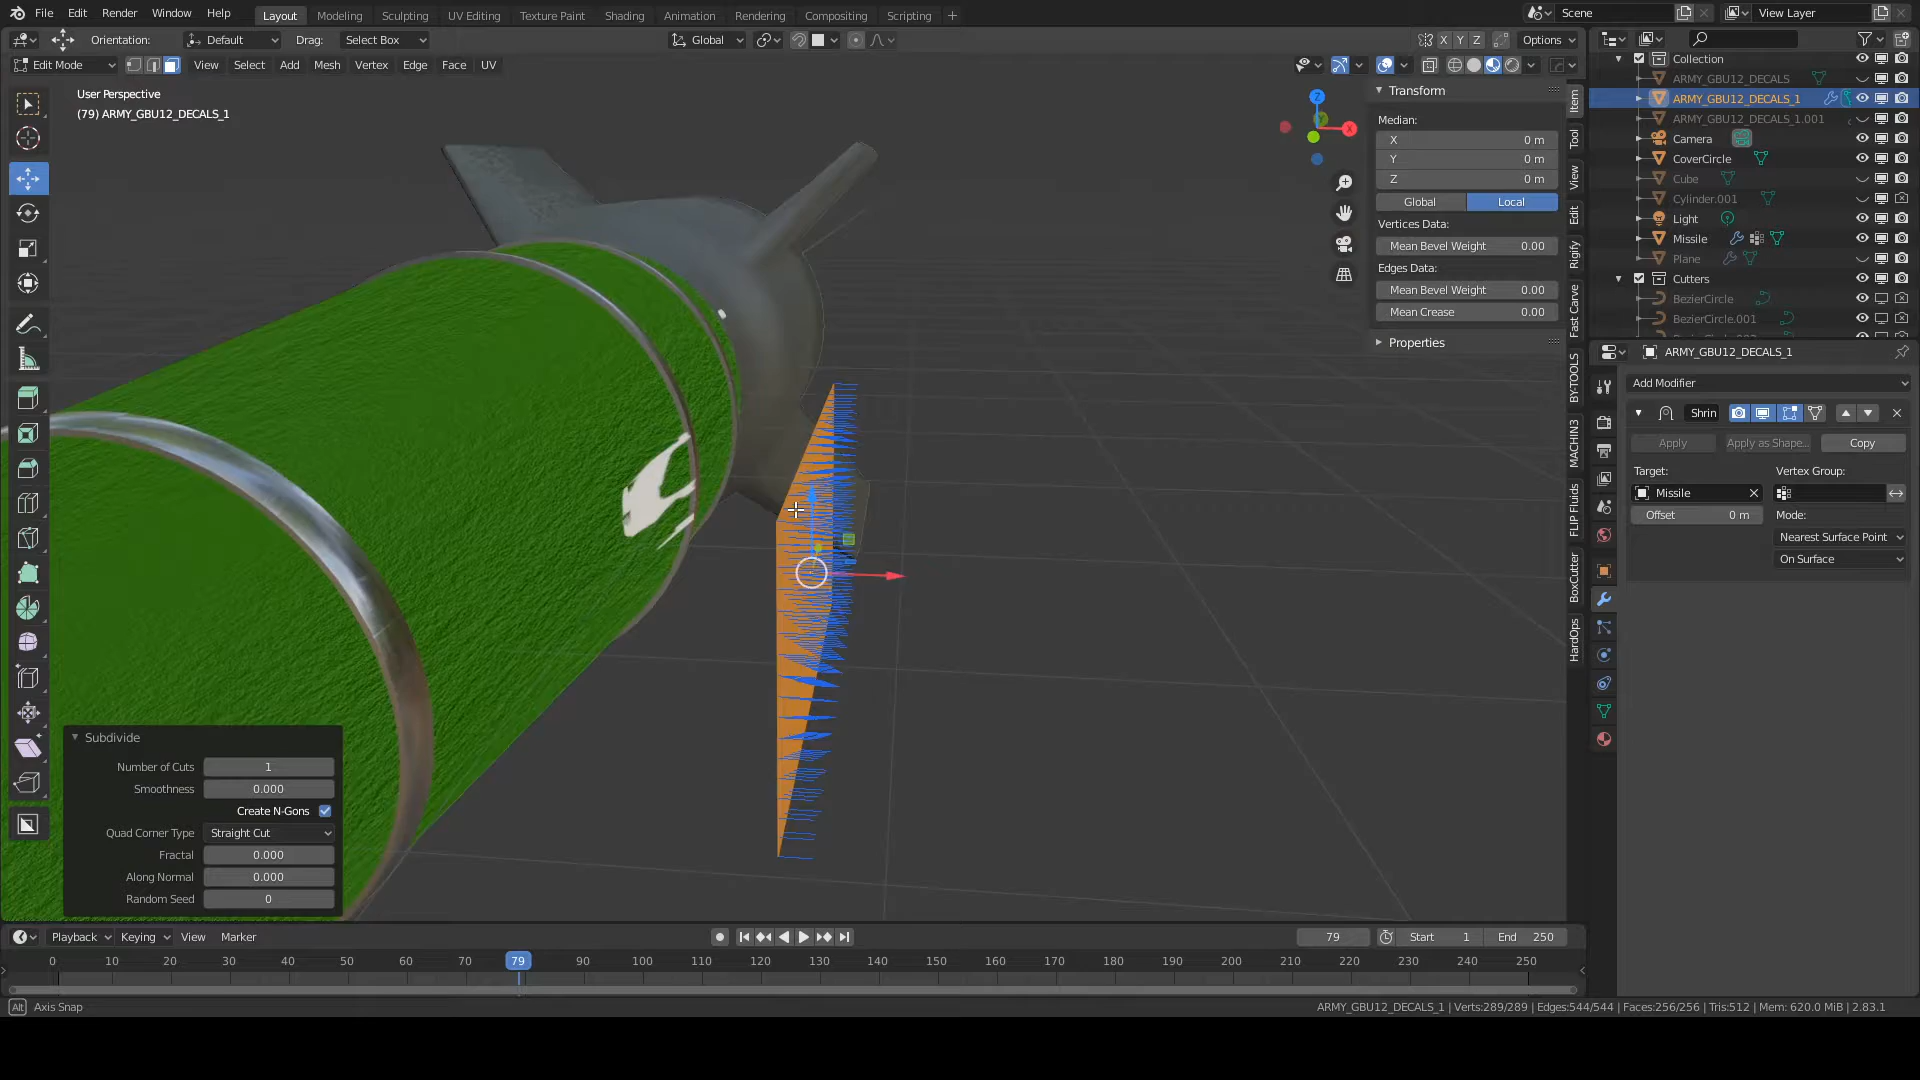 File Edit Render Window Help Layout Modeling Sculpting UV Editing Texture Paint Shading Animation Rendering Compositing Scripting + Scene View Layer
Orientation: Default Drag: Select Box Global X Y Z Options
Edit Mode View Select Add Mesh Vertex Edge Face UV
User Perspective
(79) ARMY_GBU12_DECALS_1
Z
X
Transform
Median:
X 0 m
Y 0 m
Z 0 m
Global Local
Vertices Data:
Mean Bevel Weight 0.00
Edges Data:
Mean Bevel Weight 0.00
Mean Crease 0.00
Properties
Item
Tool
View
Edit
Rigify
Fast Carve
BY-TOOLS
MACHIN3
FLIP Fluids
BoxCutter
HardOps
Collection
ARMY_GBU12_DECALS
ARMY_GBU12_DECALS_1
ARMY_GBU12_DECALS_1.001
Camera
CoverCircle
Cube
Cylinder.001
Light
Missile
Plane
Cutters
BezierCircle
BezierCircle.001
ARMY_GBU12_DECALS_1
Add Modifier
Shrin
Apply Apply as Shape... Copy
Target: Vertex Group:
Missile
Offset 0 m Mode:
Nearest Surface Point
On Surface
Subdivide
Number of Cuts 1
Smoothness 0.000
Create N-Gons
Quad Corner Type Straight Cut
Fractal 0.000
Along Normal 0.000
Random Seed 0
Playback Keying View Marker 79 Start 1 End 250
0 10 20 30 40 50 60 70 79 90 100 110 120 130 140 150 160 170 180 190 200 210 220 230 240 250
Alt Axis Snap ARMY_GBU12_DECALS_1 | Verts:289/289 | Edges:544/544 | Faces:256/256 | Tris:512 | Mem: 620.0 MiB | 2.83.1